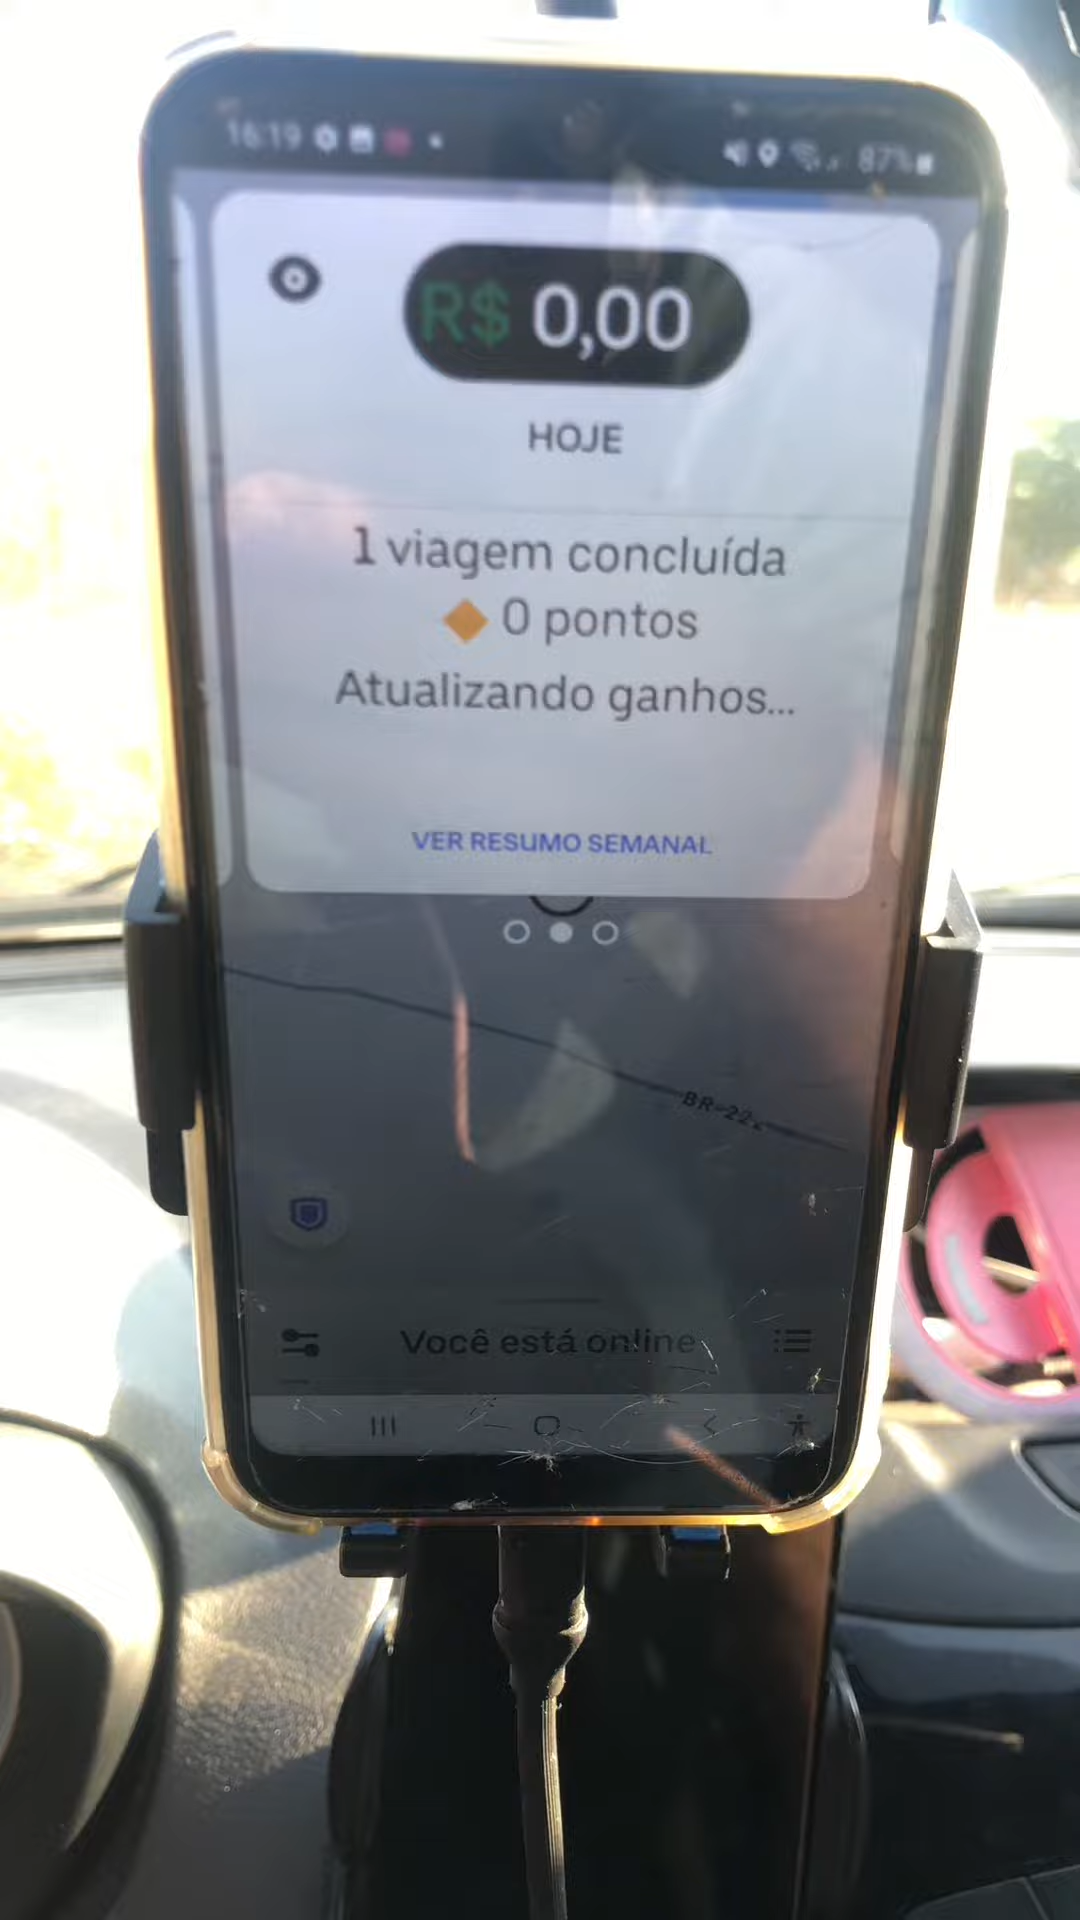 16:19
87%
R$ 0,00
HOJE
1 viagem concluída
0 pontos
Atualizando ganhos...
VER RESUMO SEMANAL
Você está online